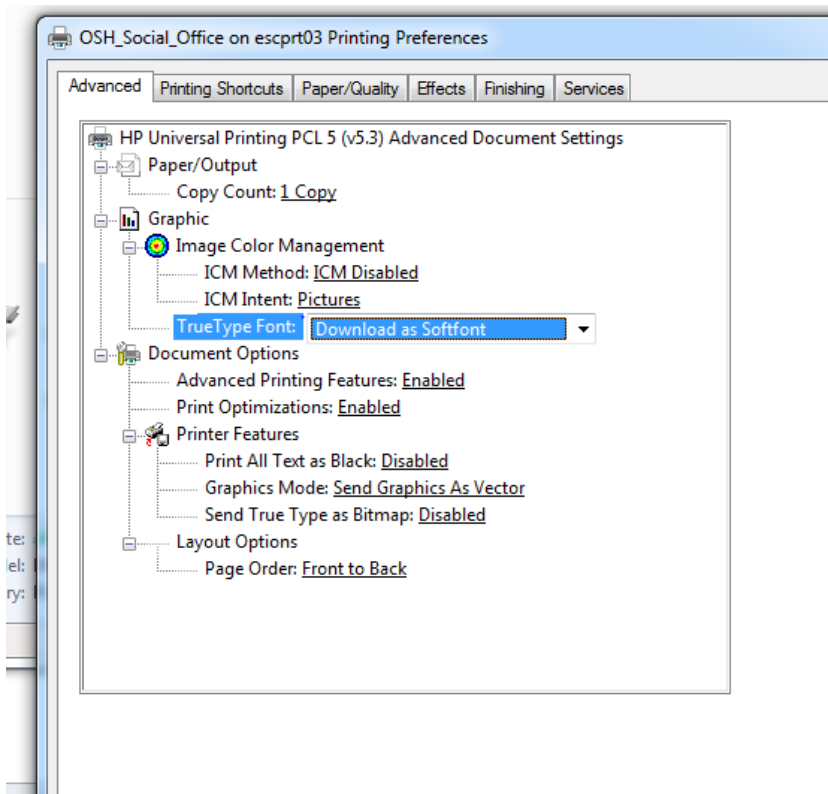 OSH_Social_Office on escprt03 Printing Preferences
Advanced Printing Shortcuts Paper/Quality Effects Finishing Services
HP Universal Printing PCL 5 (v5.3) Advanced Document Settings
Paper/Output
Copy Count: 1 Copy
Graphic
Image Color Management
ICM Method: ICM Disabled
ICM Intent: Pictures
TrueType Font: Download as Softfont
Document Options
Advanced Printing Features: Enabled
Print Optimizations: Enabled
Printer Features
Print All Text as Black: Disabled
Graphics Mode: Send Graphics As Vector
Send True Type as Bitmap: Disabled
te:
Layout Options
el:
Page Order: Front to Back
ry: